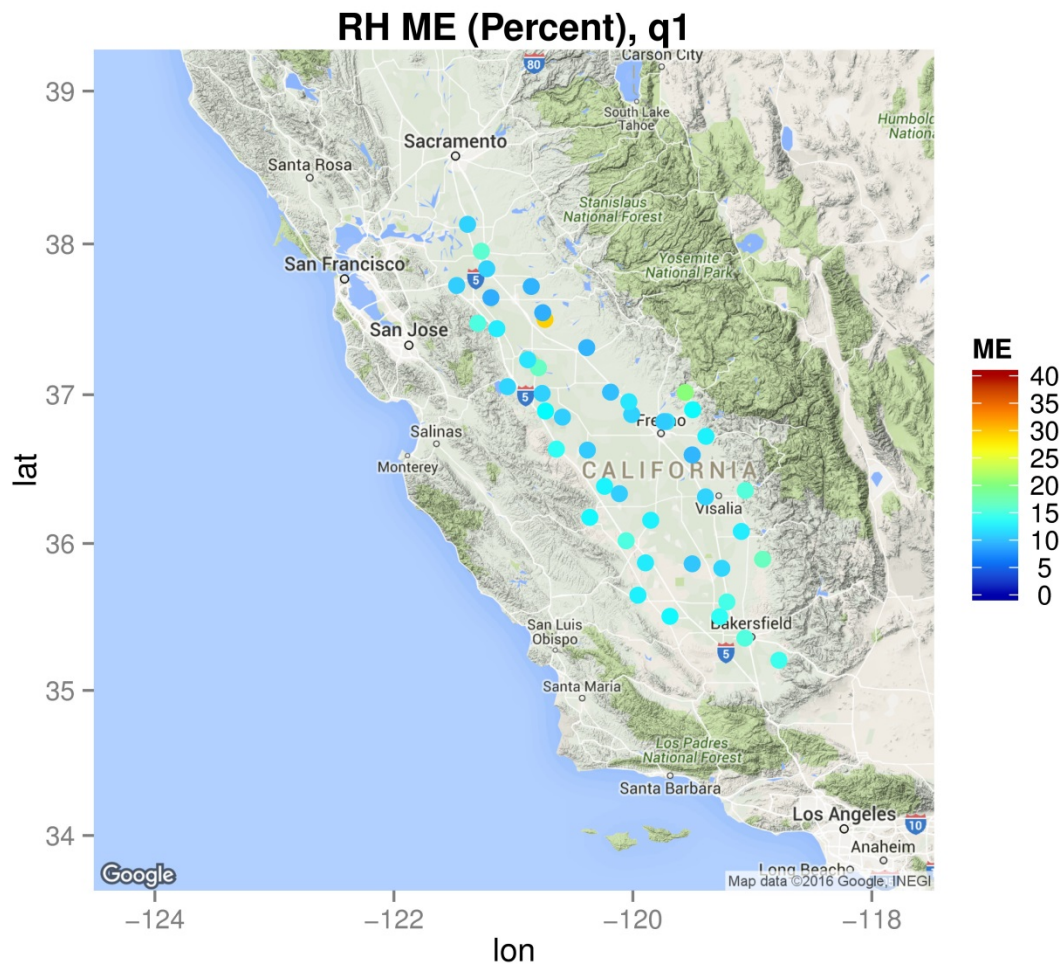 RH ME (Percent), q1
lat
39
38
37
36
35
34
80
Carson City
South Lake
Tahoe
Humbol
Nationa
Sacramento
Santa Rosa
Stanislaus
National Forest
San Francisco
5
Yosemite
National Park
San Jose
5
Salinas
Monterey
CALIFORNIA
Visalia
San Luis
Obispo
Bakersfield
5
Santa Maria
Los Padres
National Forest
Santa Barbara
Los Angeles
10
Anaheim
Long Beach
Google
Map data ©2016 Google, INEGI
−124
−122
−120
−118
lon
ME
40
35
30
25
20
15
10
5
0